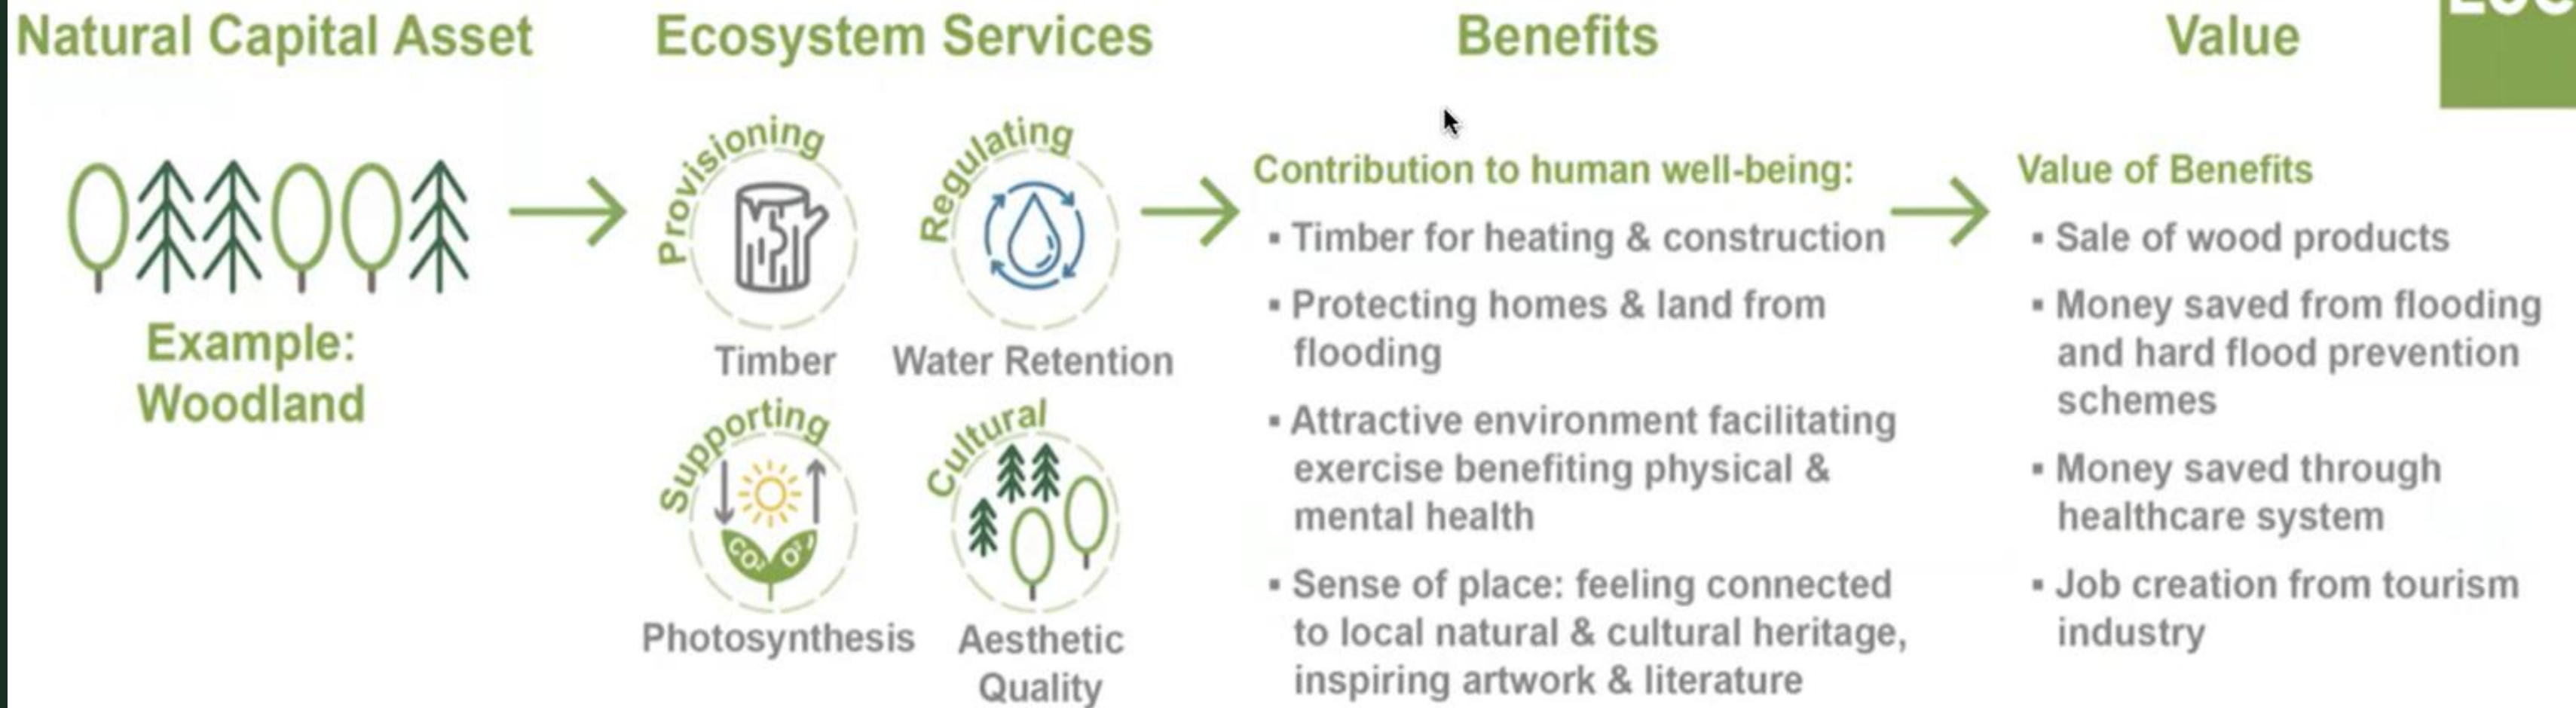 Natural Capital Asset
Example:
Woodland
Ecosystem Services
Provisioning
Timber
Regulating
Water Retention
Supporting
CO₂
O²
Photosynthesis
Cultural
Aesthetic
Quality
Benefits
Contribution to human well-being:
▪ Timber for heating & construction
▪ Protecting homes & land from
flooding
▪ Attractive environment facilitating
exercise benefiting physical &
mental health
▪ Sense of place: feeling connected
to local natural & cultural heritage,
inspiring artwork & literature
Value
Value of Benefits
▪ Sale of wood products
▪ Money saved from flooding
and hard flood prevention
schemes
▪ Money saved through
healthcare system
▪ Job creation from tourism
industry